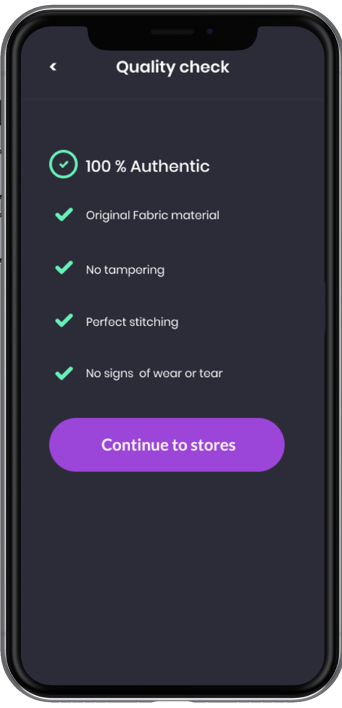 Quality check
100 % Authentic
Original Fabric material
No tampering
Perfect stitching
No signs of wear or tear
Continue to stores